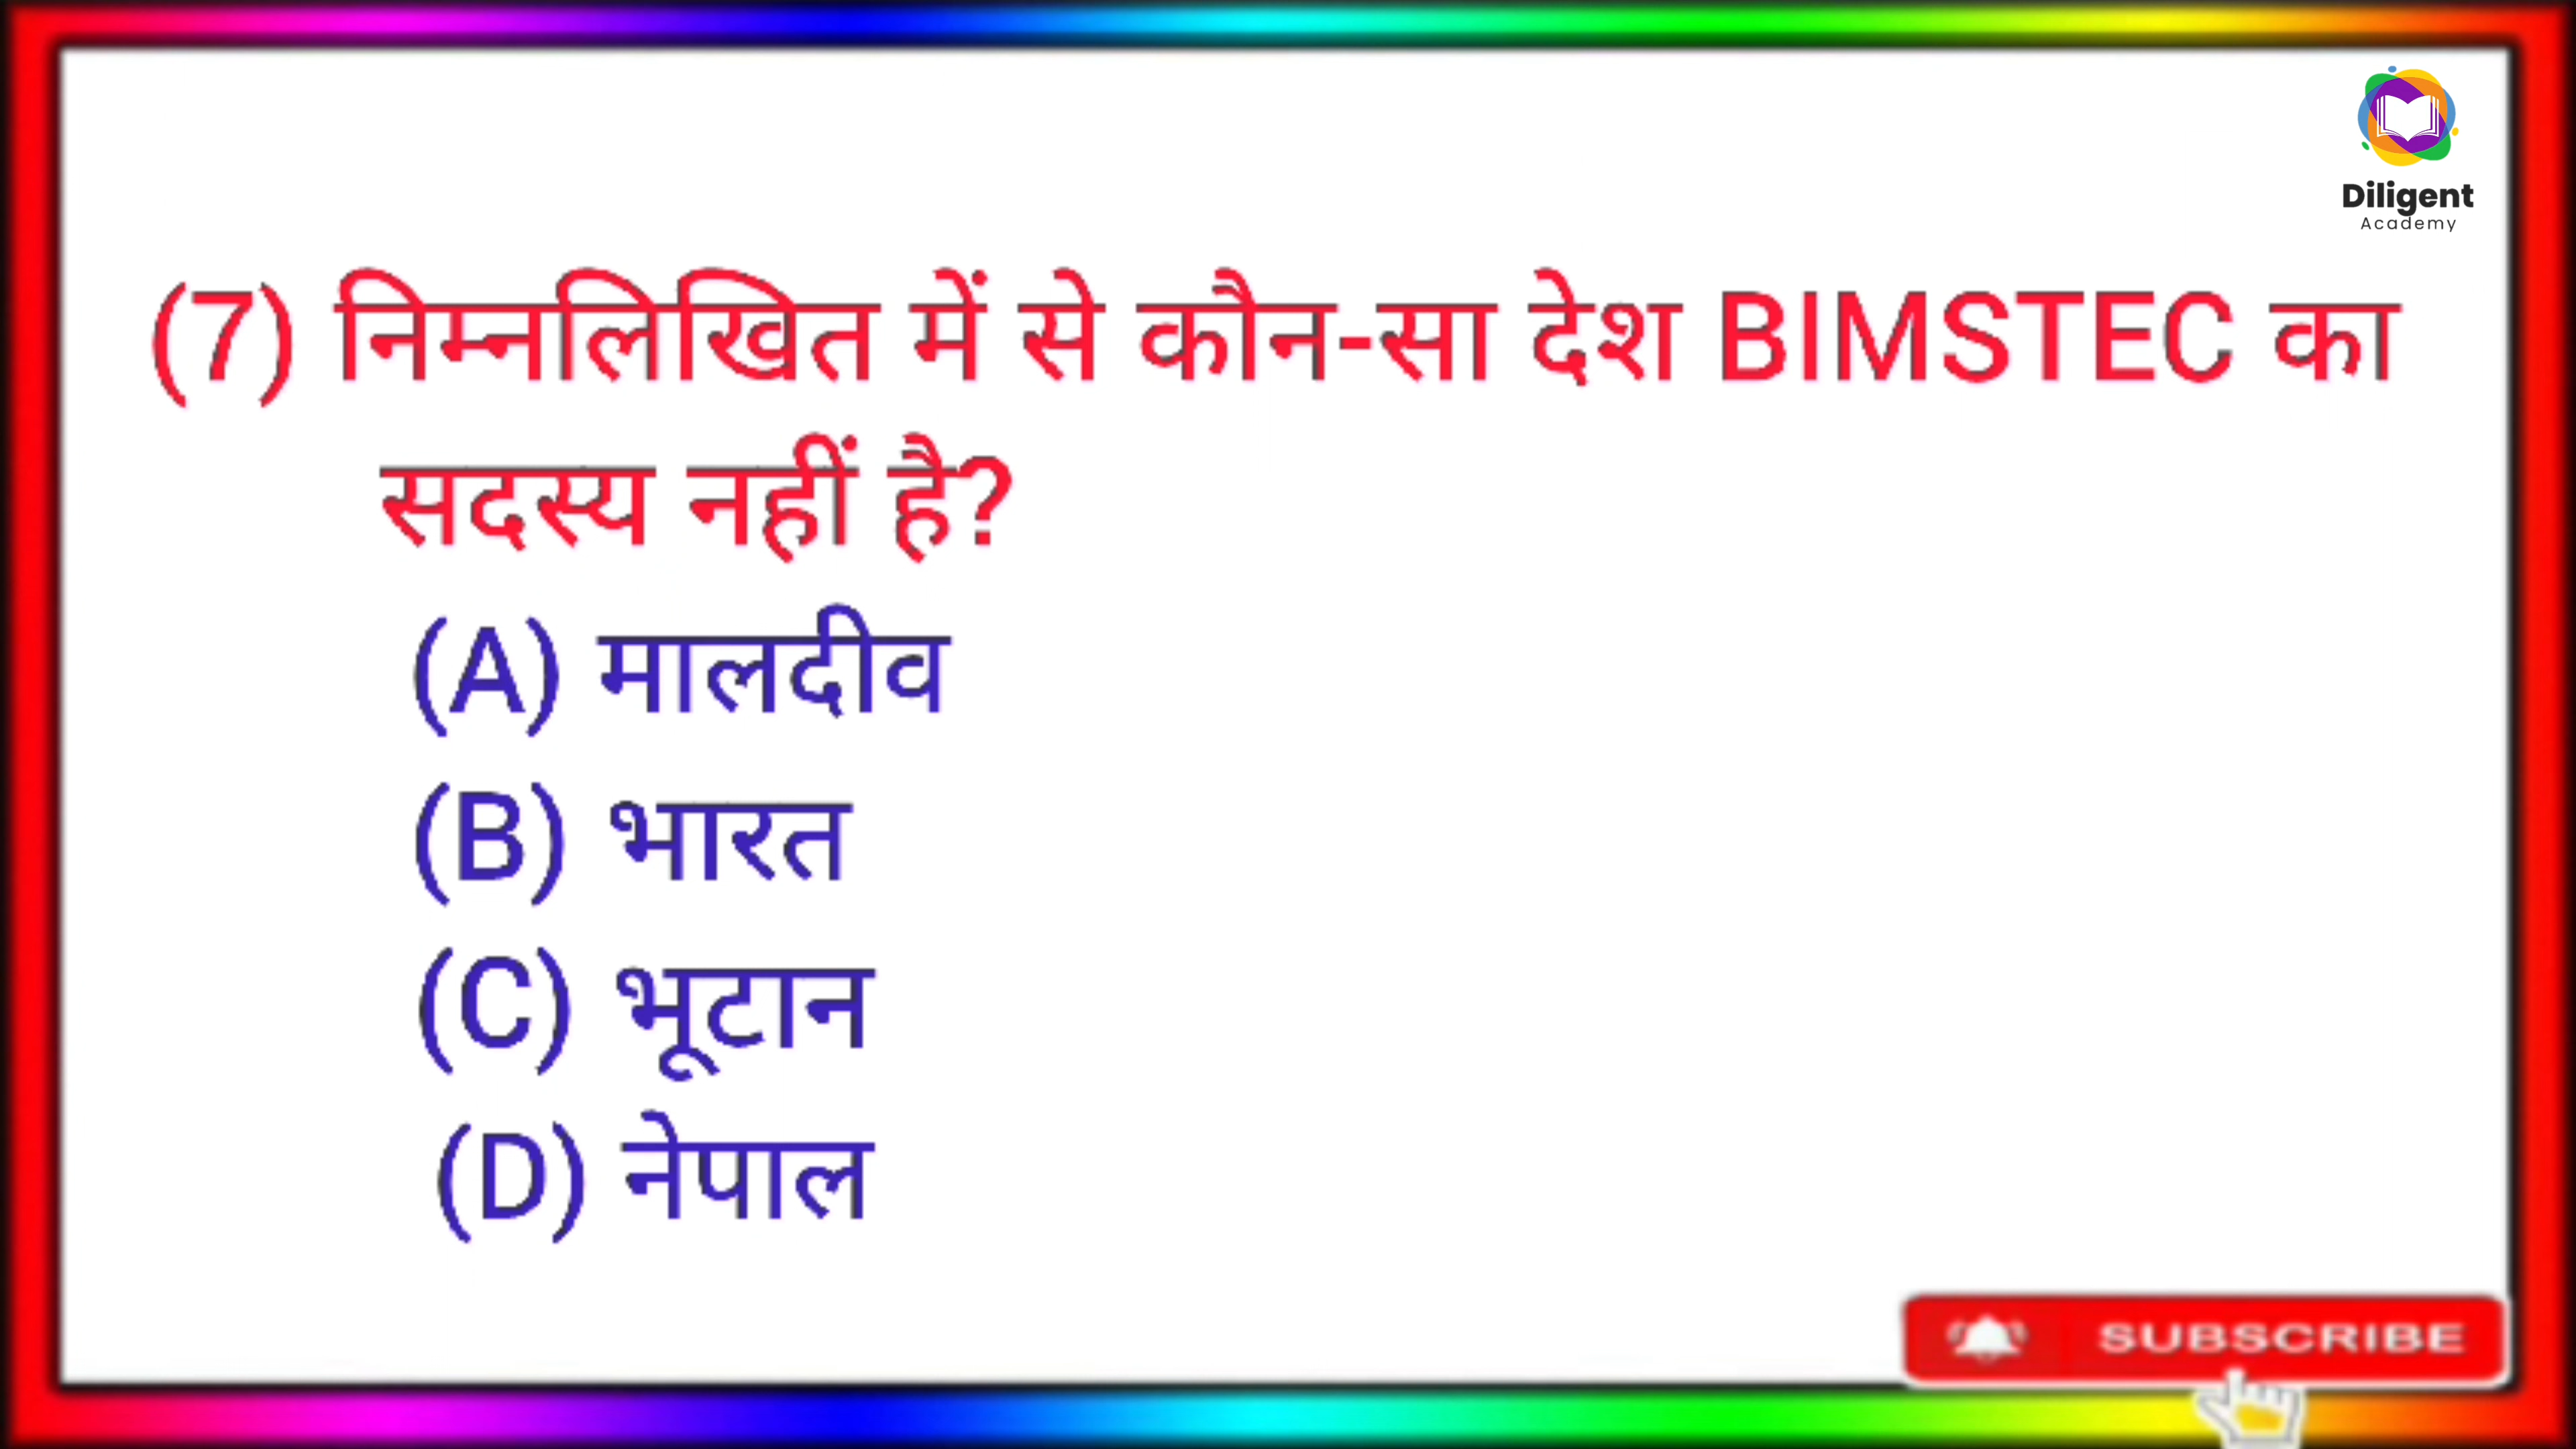 Diligent
Academy
(7) निम्नलिखित में से कौन-सा देश BIMSTEC का
सदस्य नहीं है?
(A) मालदीव
(B) भारत
(C) भूटान
(D) नेपाल
SUBSCRIBE